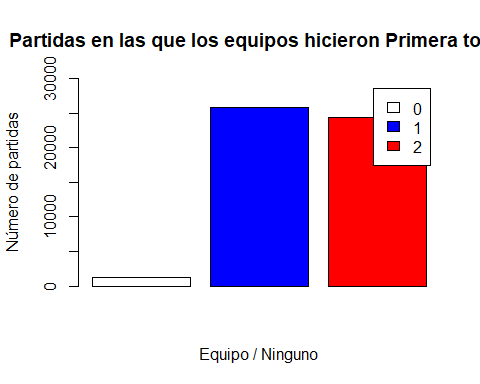 Partidas en las que los equipos hicieron Primera to
Número de partidas
30000
20000
10000
0
0
1
2
Equipo / Ninguno